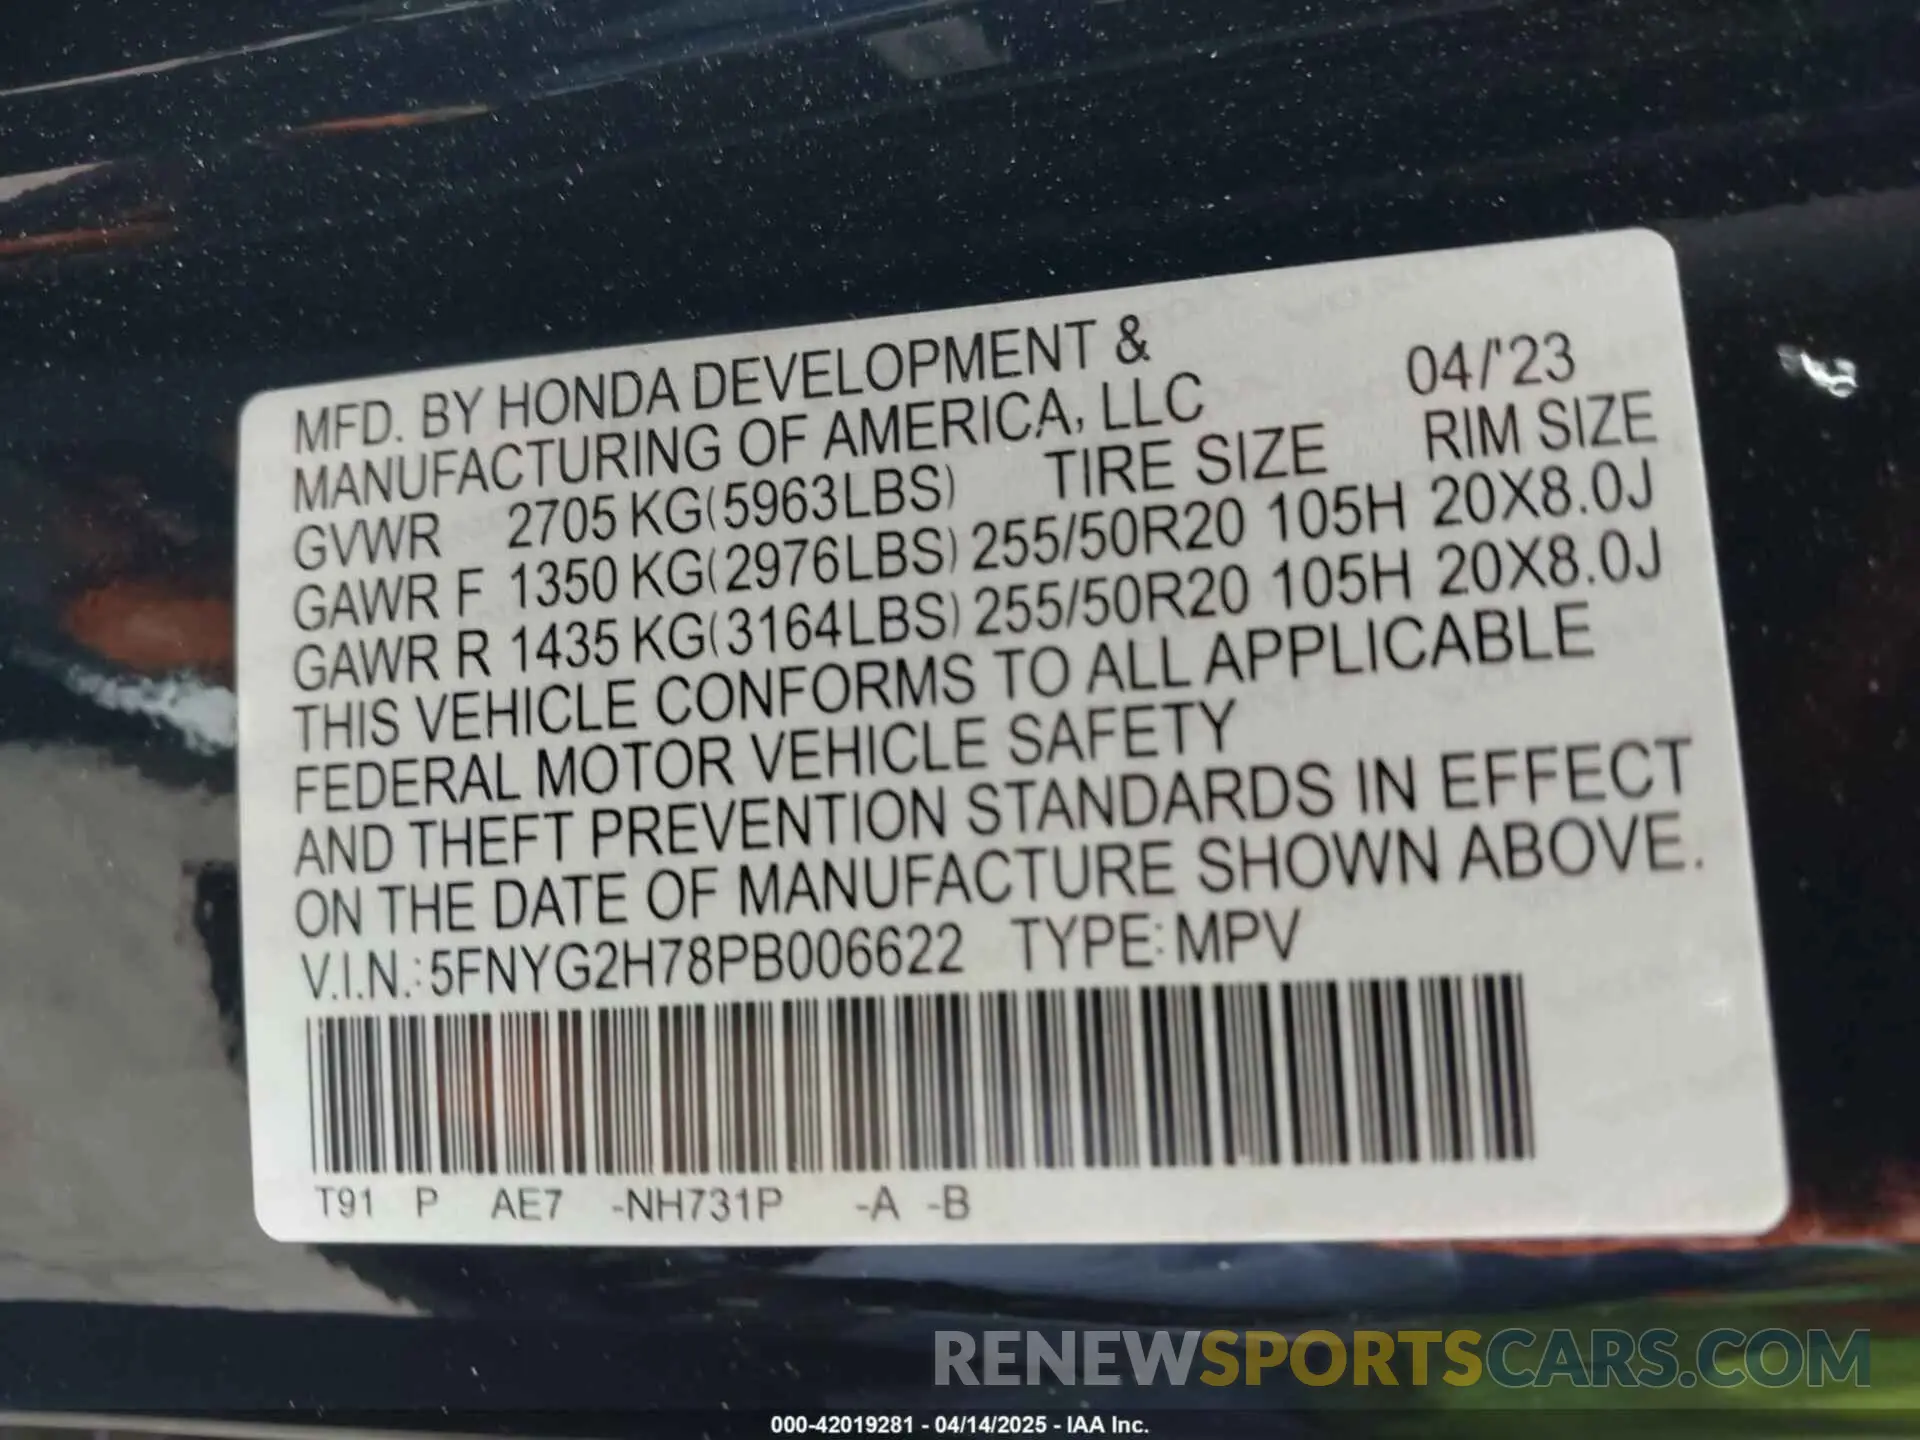 MFD. BY HONDA DEVELOPMENT &
MANUFACTURING OF AMERICA, LLC 04/'23
GVWR 2705 KG(5963LBS) TIRE SIZE RIM SIZE
GAWR F 1350 KG(2976LBS) 255/50R20 105H 20X8.0J
GAWR R 1435 KG(3164LBS) 255/50R20 105H 20X8.0J
THIS VEHICLE CONFORMS TO ALL APPLICABLE
FEDERAL MOTOR VEHICLE SAFETY
AND THEFT PREVENTION STANDARDS IN EFFECT
ON THE DATE OF MANUFACTURE SHOWN ABOVE.
V.I.N.: 5FNYG2H78PB006622 TYPE: MPV
T91 P AE7 -NH731P -A -B
RENEWSPORTSCARS.COM
000-42019281 - 04/14/2025 - IAA Inc.